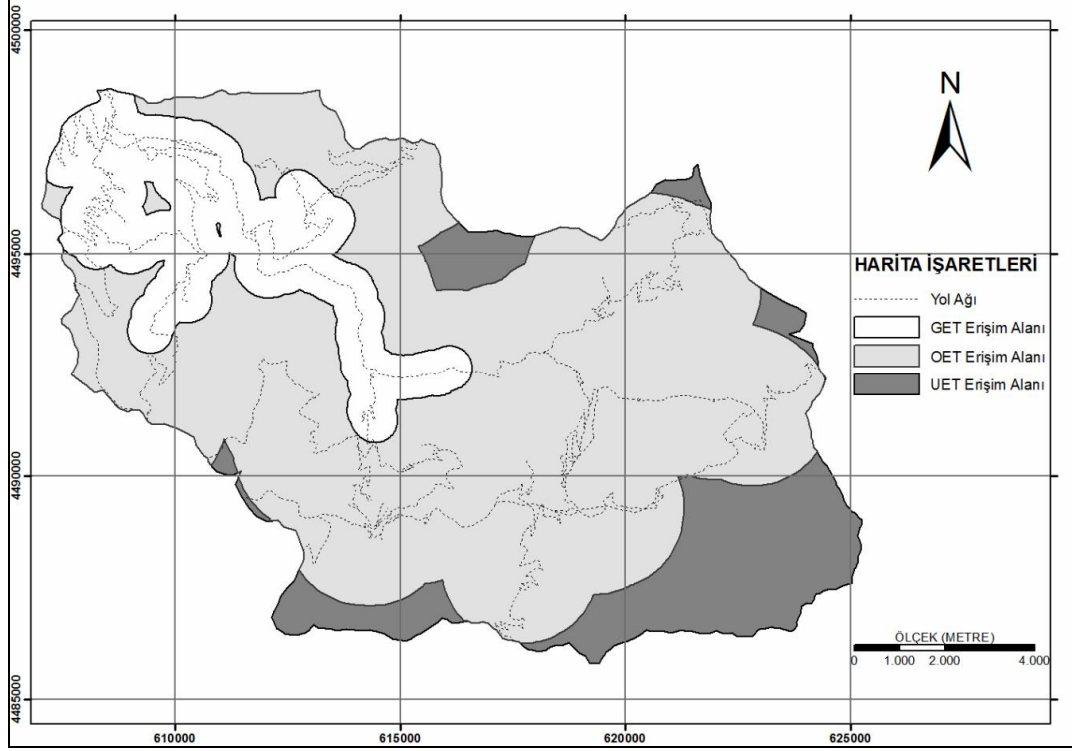 4500000
N
4495000
HARİTA İŞARETLERİ
Yol Ağı
GET Erişim Alanı
OET Erişim Alanı
UET Erişim Alanı
4490000
ÖLÇEK (METRE)
0 1.000 2.000 4.000
4485000
610000 615000 620000 625000